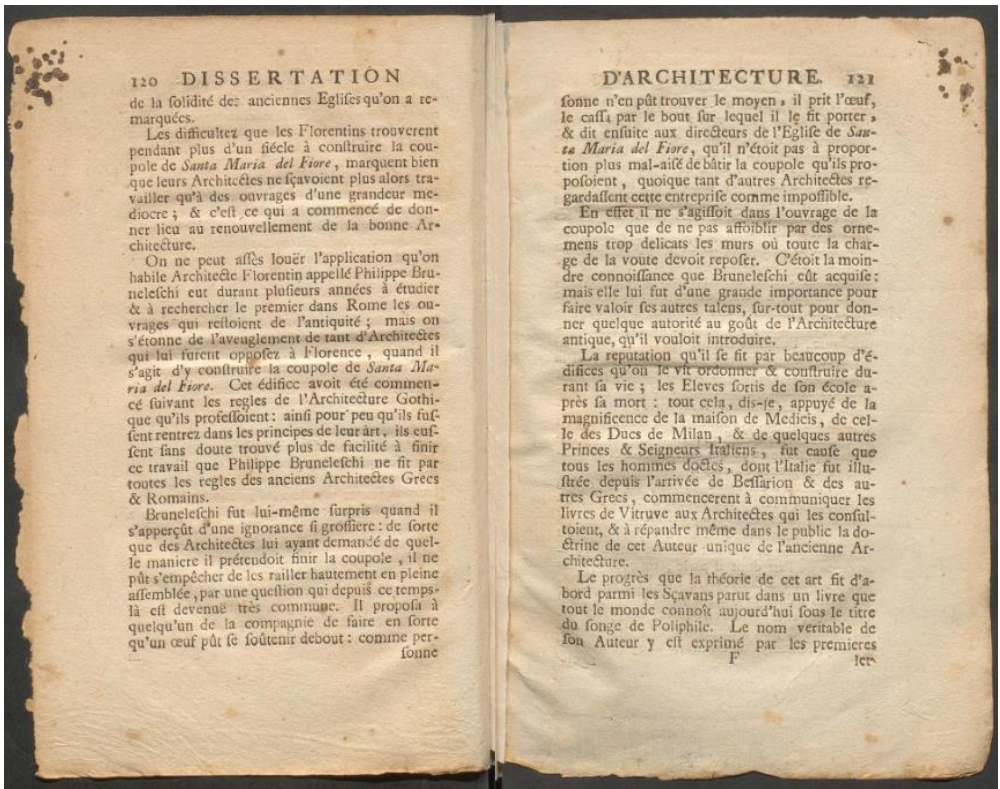 120 DISSERTATION
de la ſolidité des anciennes Egliſes qu'on a re-
marquées.
Les difficultez que les Florentins trouverent
pendant plus d'un ſiécle à conſtruire la cou-
pole de Santa Maria del Fiore, marquent bien
que leurs Architectes ne ſçavoient plus alors tra-
vailler qu'à des ouvrages d'une grandeur me-
diocre ; & c'eſt ce qui a commencé de don-
ner lieu au renouvellement de la bonne Ar-
chitecture.
On ne peut aſſès louër l'application qu'on
habile Architecte Florentin appellé Philippe Bru-
neleſchi eut durant pluſieurs années à étudier
& à rechercher le premier dans Rome les ou-
vrages qui reſtoient de l'antiquité ; mais on
s'étonne de l'aveuglement de tant d'Architectes
qui lui furent oppoſez à Florence, quand il
s'agit d'y conſtruire la coupole de Santa Ma-
ria del Fiore. Cet édifice avoit été commen-
cé ſuivant les regles de l'Architecture Gothi-
que qu'ils profeſſoient : ainſi pour peu qu'ils fuſ-
ſent rentrez dans les principes de leur art, ils euſ-
ſent ſans doute trouvé plus de facilité à finir
ce travail que Philippe Bruneleſchi ne fit par
toutes les regles des anciens Architectes Grecs
& Romains.
Bruneleſchi fut lui-même ſurpris quand il
s'apperçût d'une ignorance ſi groſſiere : de ſorte
que des Architectes lui ayant demandé de quel-
le maniere il prétendoit finir la coupole, il ne
pût s'empêcher de les railler hautement en pleine
aſſemblée, par une queſtion qui depuis ce temps-
là eſt devenuë très commune. Il propoſa à
quelqu'un de la compagnie de faire en ſorte
qu'un œuf pût ſe ſoûtenir debout : comme per-
ſonne
D'ARCHITECTURE. 121
ſonne n'en pût trouver le moyen, il prit l'œuf,
le caſſa par le bout ſur lequel il le fit porter,
& dit enſuite aux directeurs de l'Egliſe de San-
ta Maria del Fiore, qu'il n'étoit pas à propor-
tion plus mal-aiſé de bâtir la coupole qu'ils pro-
poſoient, quoique tant d'autres Architectes re-
gardaſſent cette entrepriſe comme impoſſible.
En effet il ne s'agiſſoit dans l'ouvrage de la
coupole que de ne pas affoiblir par des orne-
mens trop delicats les murs où toute la char-
ge de la voute devoit repoſer. C'étoit la moin-
dre connoiſſance que Bruneleſchi eût acquiſe :
mais elle lui fut d'une grande importance pour
faire valoir ſes autres talens, ſur-tout pour don-
ner quelque autorité au goût de l'Architecture
antique, qu'il vouloit introduire.
La reputation qu'il ſe fit par beaucoup d'é-
difices qu'on le vit ordonner & conſtruire du-
rant ſa vie ; les Eleves ſortis de ſon école a-
près ſa mort : tout cela, dis-je, appuyé de la
magnificence de la maiſon de Medicis, de cel-
le des Ducs de Milan, & de quelques autres
Princes & Seigneurs Italiens, fut cauſe que
tous les hommes doctes, dont l'Italie fut illu-
ſtrée depuis l'arrivée de Beſſarion & des au-
tres Grecs, commencerent à communiquer les
livres de Vitruve aux Architectes qui les conſul-
toient, & à répandre même dans le public la do-
ctrine de cet Auteur unique de l'ancienne Ar-
chitecture.
Le progrès que la théorie de cet art fit d'a-
bord parmi les Sçavans parut dans un livre que
tout le monde connoît aujourd'hui ſous le titre
du ſonge de Poliphile. Le nom veritable de
ſon Auteur y eſt exprimé par les premieres
F let-